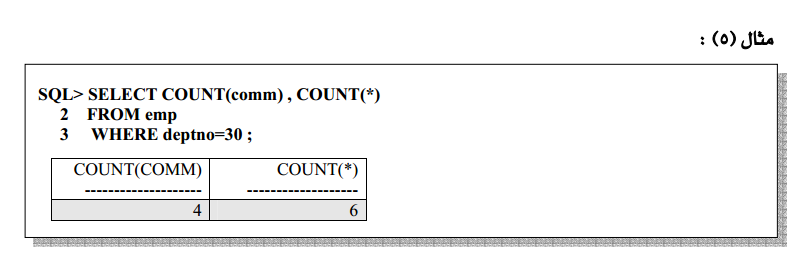 مثال (٥) :
SQL> SELECT COUNT(comm) , COUNT(*)
2 FROM emp
3 WHERE deptno=30 ;
COUNT(COMM) COUNT(*)
-------------------- -------------------
4 6